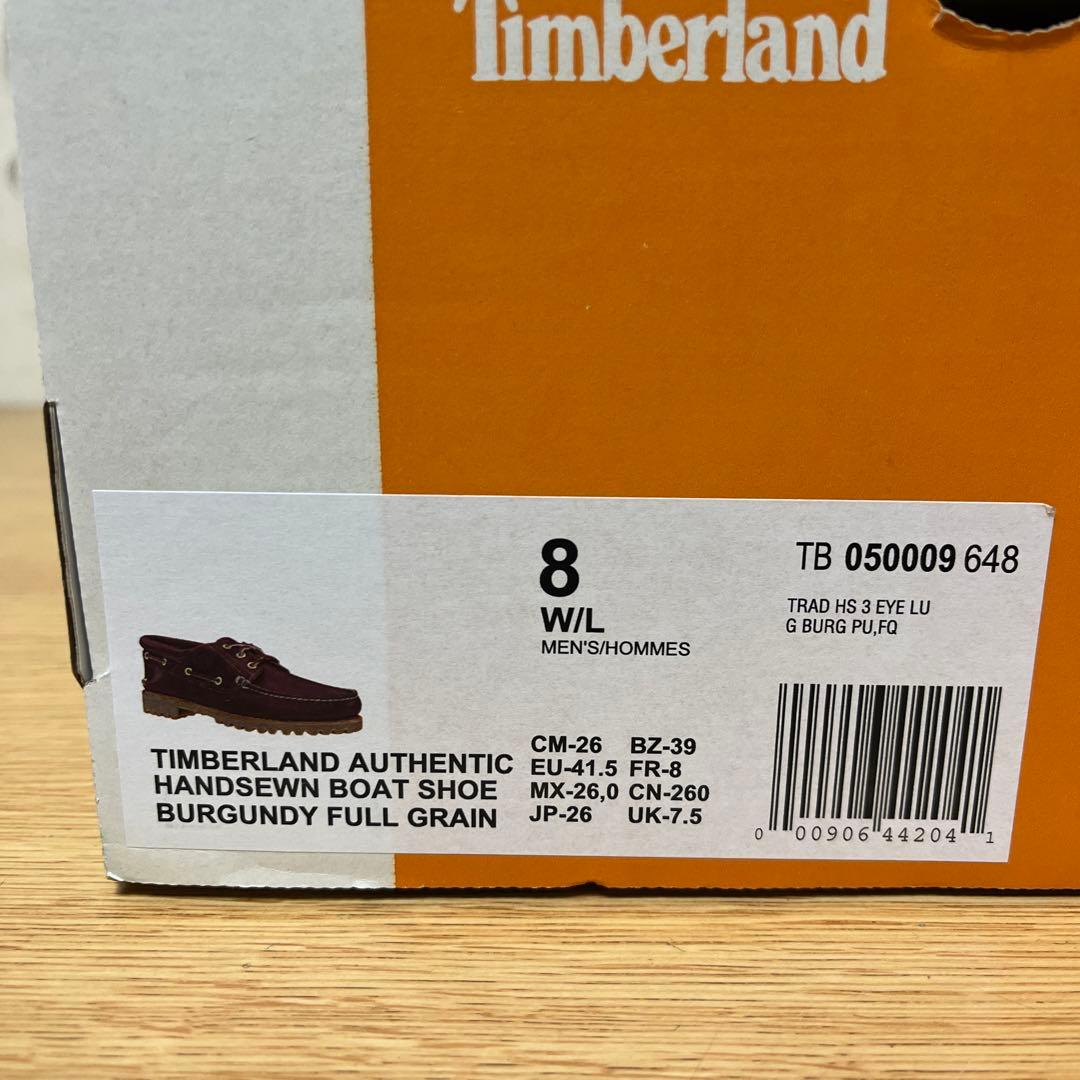 Timberland
8
W/L
MEN'S/HOMMES
TB 050009 648
TRAD HS 3 EYE LU
G BURG PU,FQ
TIMBERLAND AUTHENTIC
HANDSEWN BOAT SHOE
BURGUNDY FULL GRAIN
CM-26 BZ-39
EU-41.5 FR-8
MX-26,0 CN-260
JP-26 UK-7.5
0 00906 44204 1